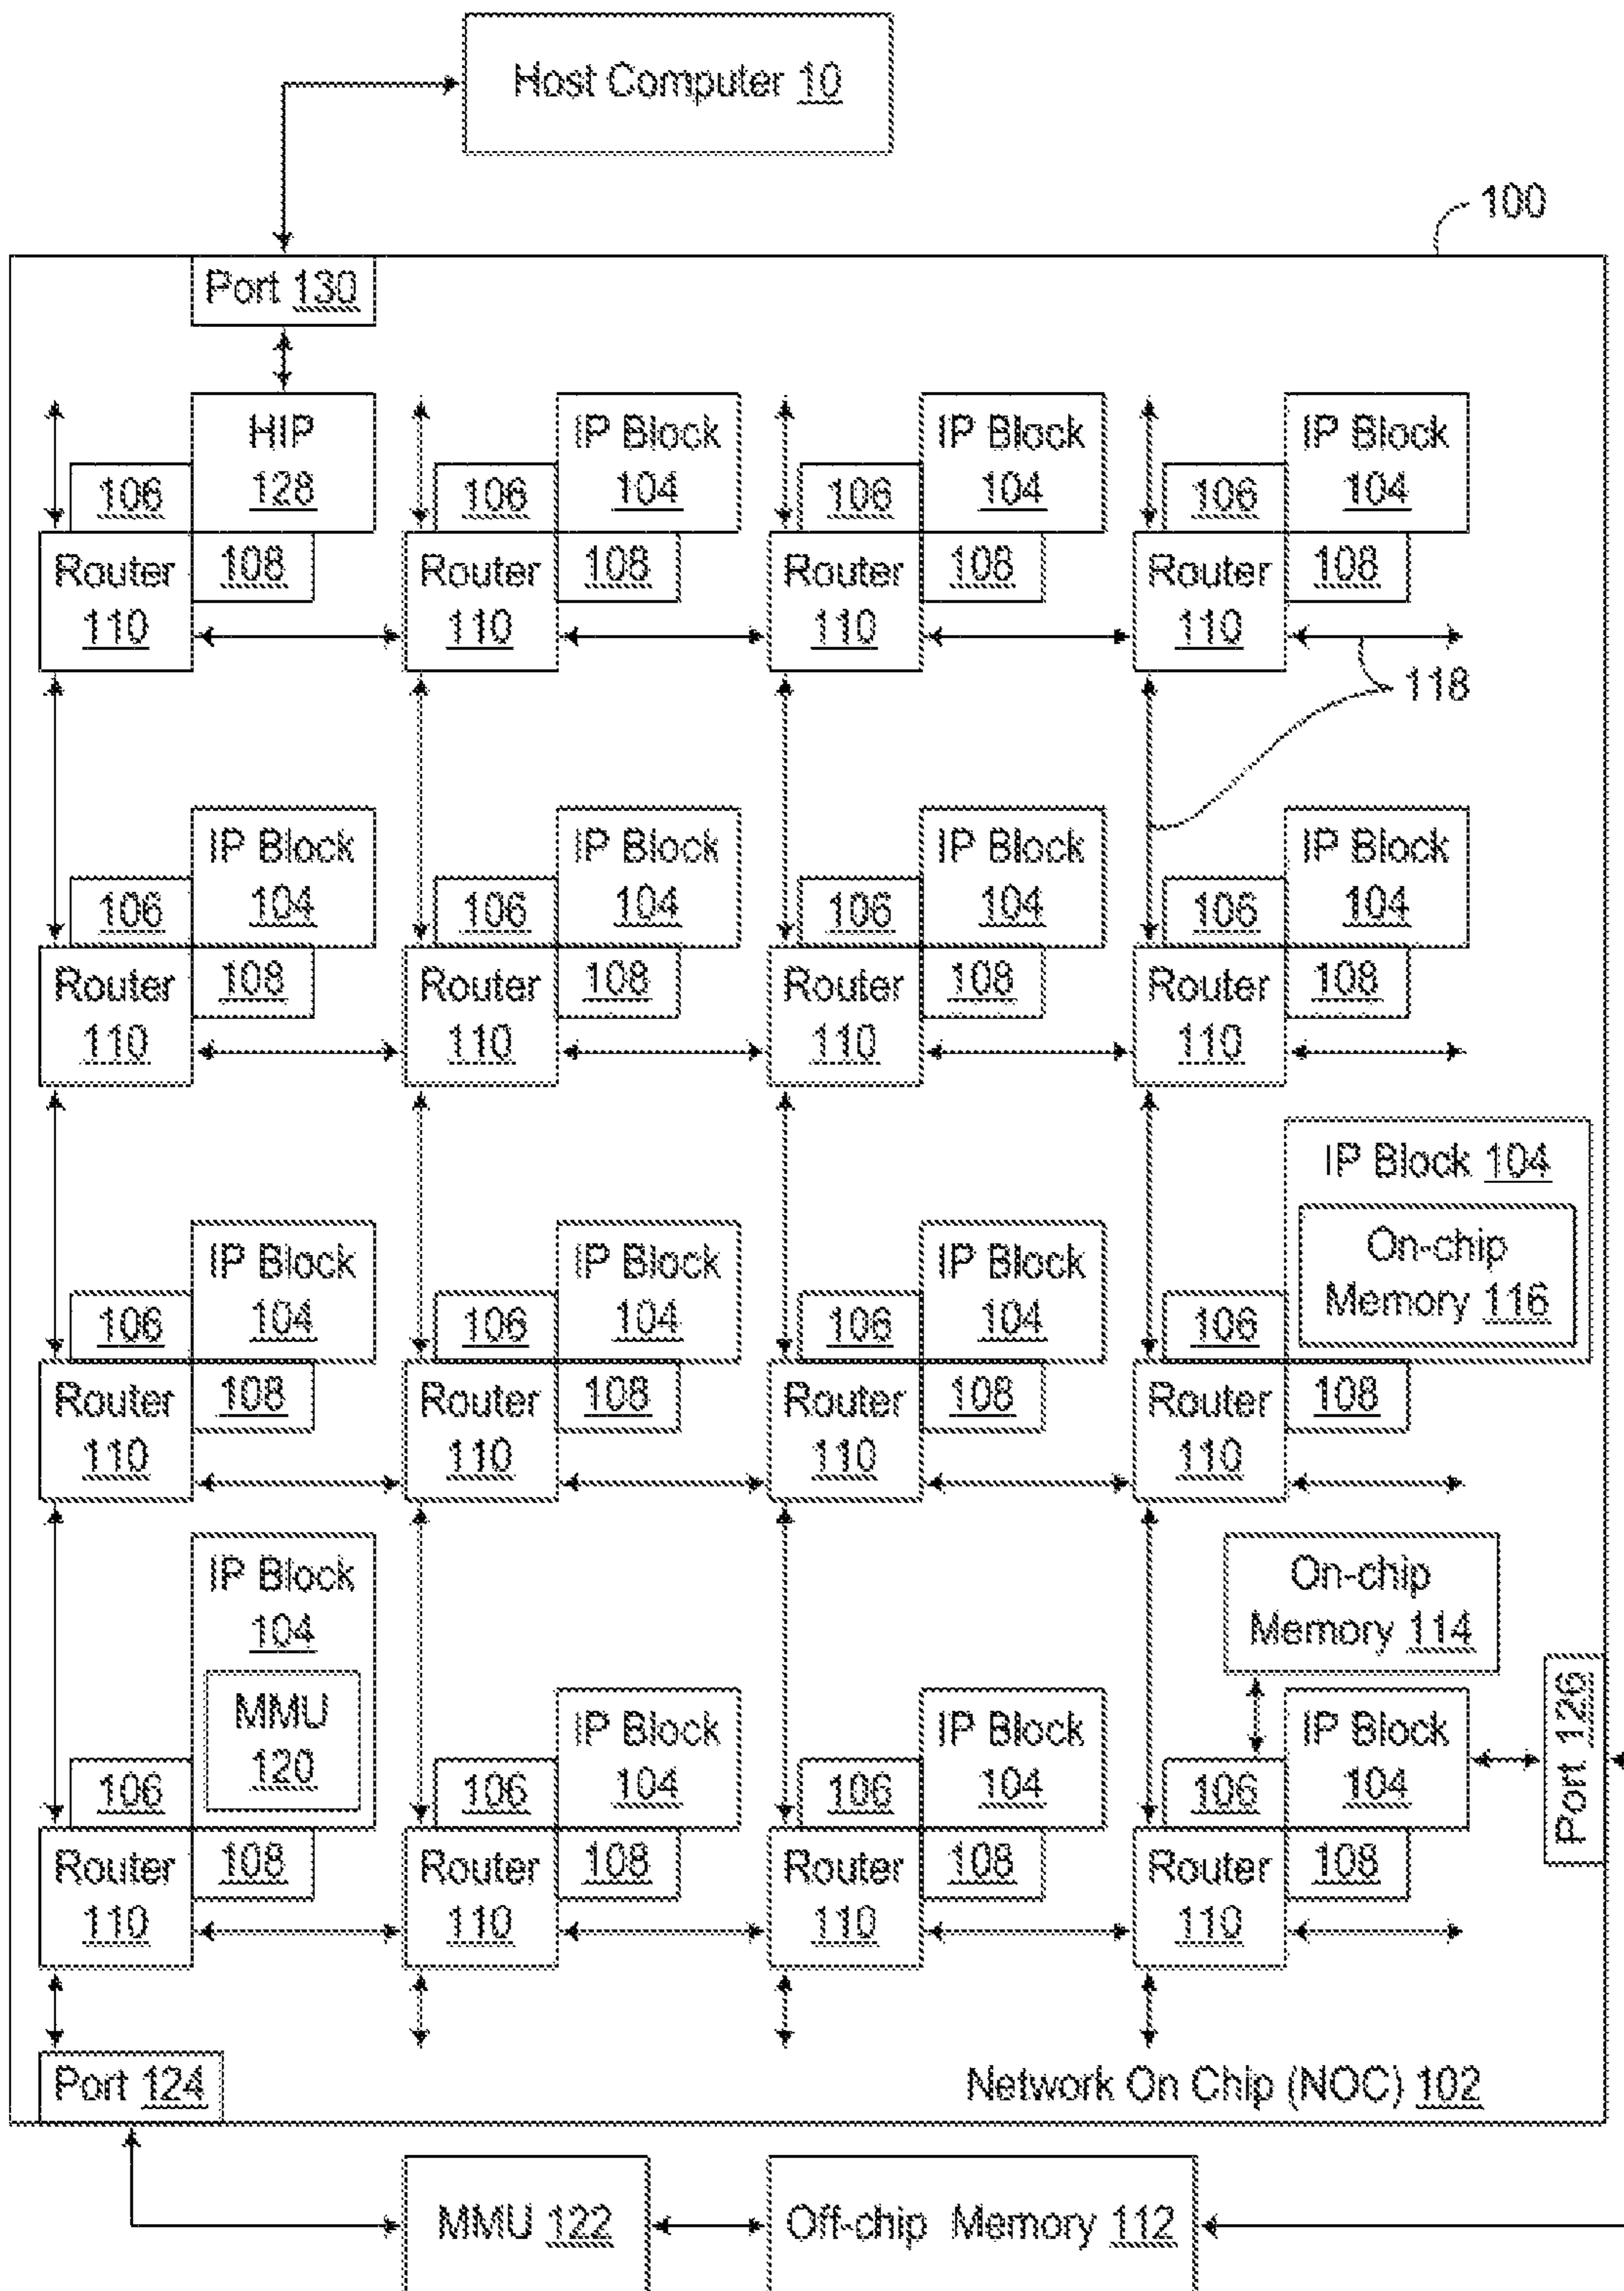 Host Computer 10
100
Port 130
HIP IP Block IP Block IP Block
106 128 106 104 106 104 106 104
Router 108 Router 108 Router 108 Router 108
110 110 110 110
118
IP Block IP Block IP Block IP Block
106 104 106 104 106 104 106 104
Router 108 Router 108 Router 108 Router 108
110 110 110 110
IP Block 104
On-chip
Memory 116
IP Block IP Block IP Block
106 104 106 104 106 104 106
Router 108 Router 108 Router 108 Router 108
110 110 110 110
IP Block
104
MMU
120
On-chip
Memory 114
Port 126
IP Block IP Block IP Block
106 106 104 106 104 106 104
Router 108 Router 108 Router 108 Router 108
110 110 110 110
Port 124
Network On Chip (NOC) 102
MMU 122
Off-chip Memory 112